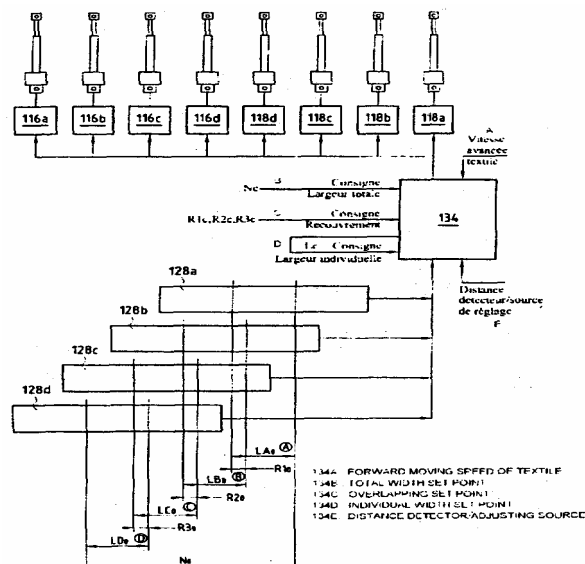 116a 116b 116c 116d 118d 118c 118b 118a
A
Vitesse
avancée
textile
B Consigne
Largeur totale
C Consigne
R1c,R2c,R3c
Recouvrement
D Lc Consigne
Largeur individuelle
134
Distance
detecteur/source
de règlage
128a
128b
128c
128d
LAe A
R1e
LBe B
R2e
LCe C
R3e
LDe D
Ne
134A FORWARD MOVING SPEED OF TEXTILE
134B TOTAL WIDTH SET POINT
134C OVERLAPPING SET POINT
134D INDIVIDUAL WIDTH SET POINT
134E DISTANCE DETECTOR/ADJUSTING SOURCE